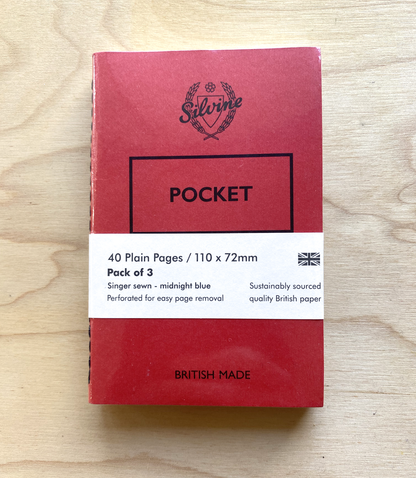 Silvine
POCKET
40 Plain Pages / 110 x 72mm
Pack of 3
Singer sewn - midnight blue
Perforated for easy page removal
Sustainably sourced
quality British paper
BRITISH MADE